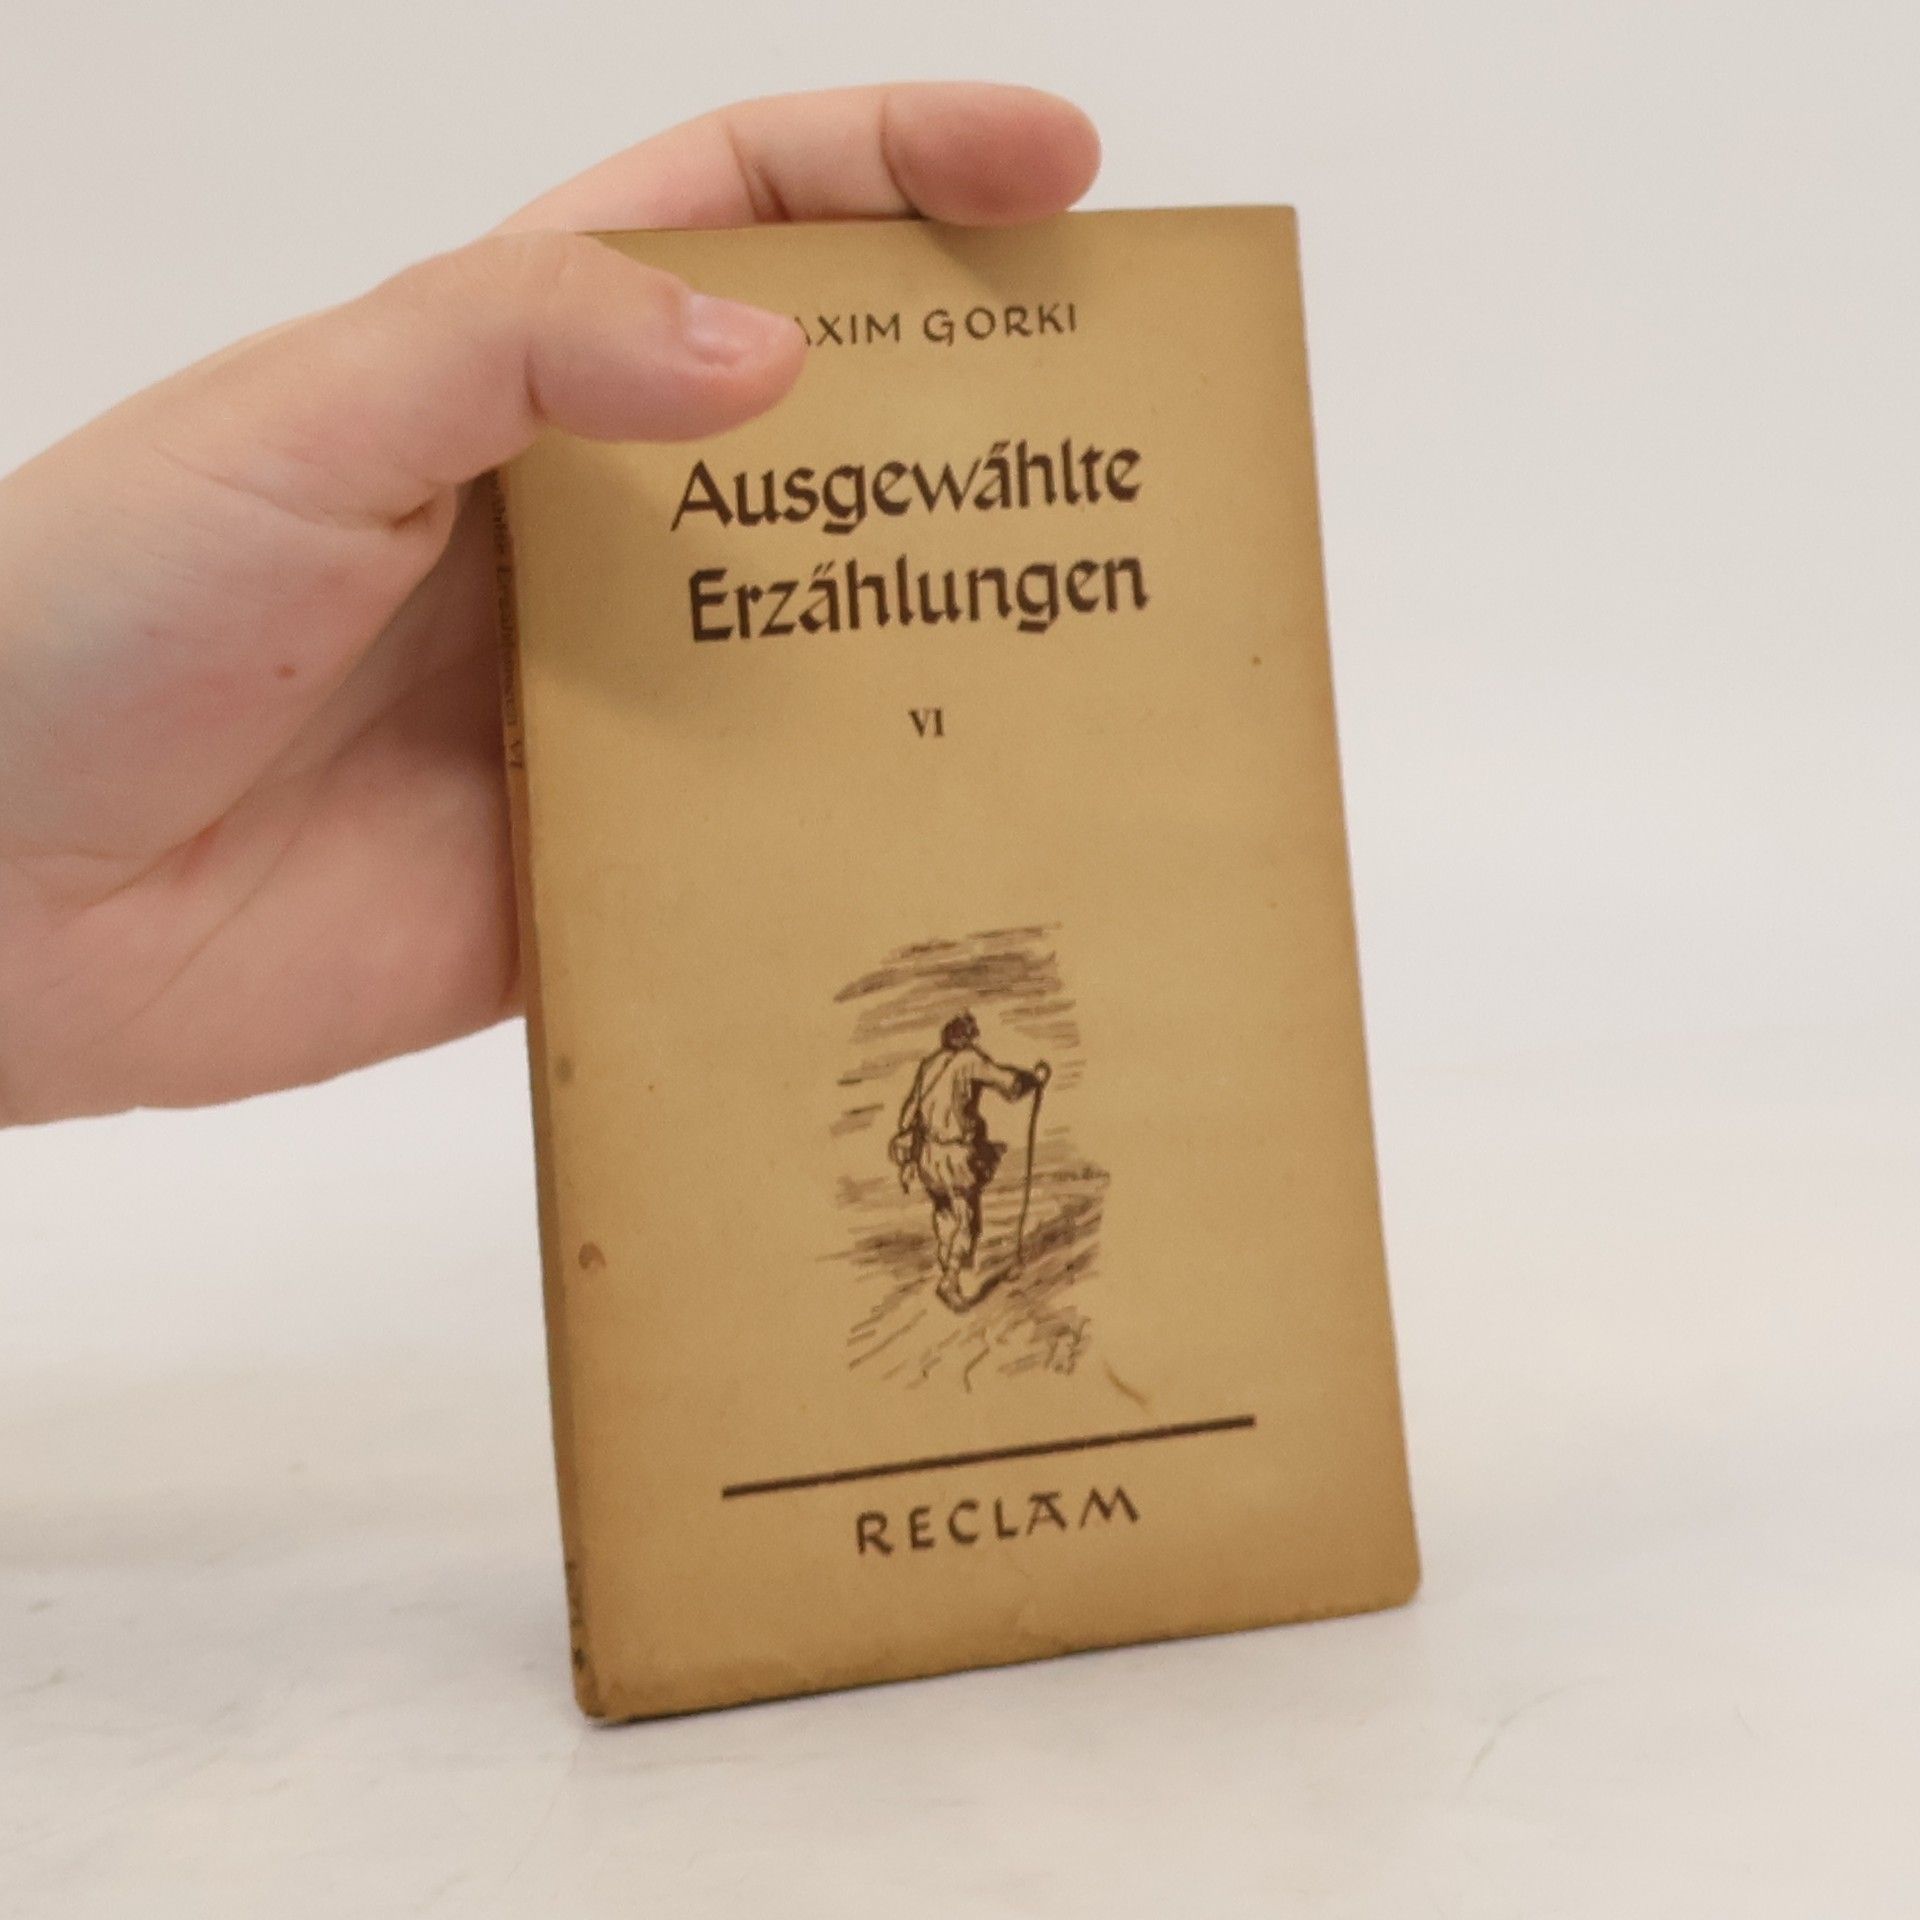 AXIM GORKI
Ausgewählte
Erzählungen
VI
RECLAM